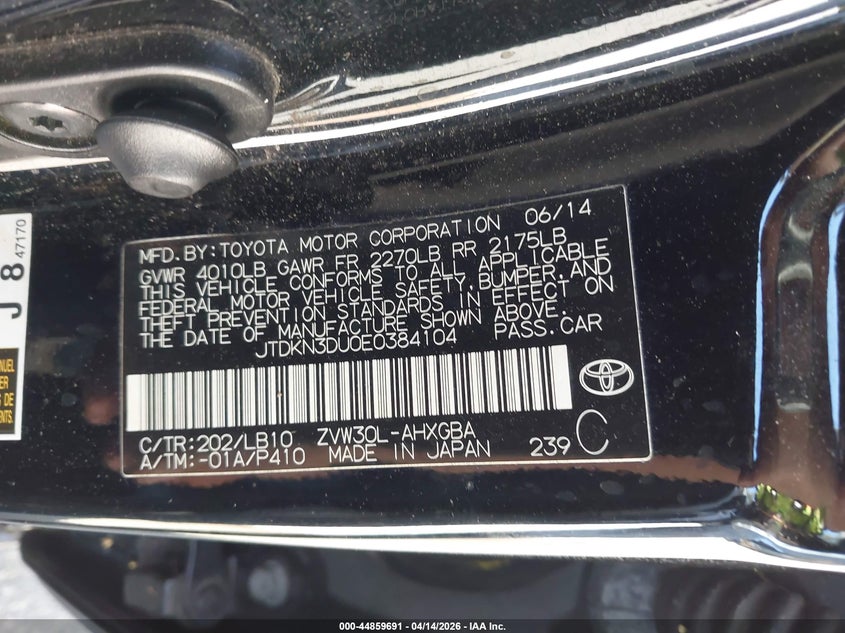 MFD.BY:TOYOTA MOTOR CORPORATION 06/14
GVWR 4010LB GAWR FR 2270LB RR 2175LB
THIS VEHICLE CONFORMS TO ALL APPLICABLE
FEDERAL MOTOR VEHICLE SAFETY,BUMPER,AND
THEFT PREVENTION STANDARDS IN EFFECT ON
THE DATE OF MANUFACTURE SHOWN ABOVE.
JTDKN3DU0E0384104 PASS.CAR
C/TR:202/LB10 ZVW30L-AHXGBA
A/TM:-01A/P410 MADE IN JAPAN 239 C
J 8 47170
DE
000-44859691 - 04/14/2026 - IAA Inc.